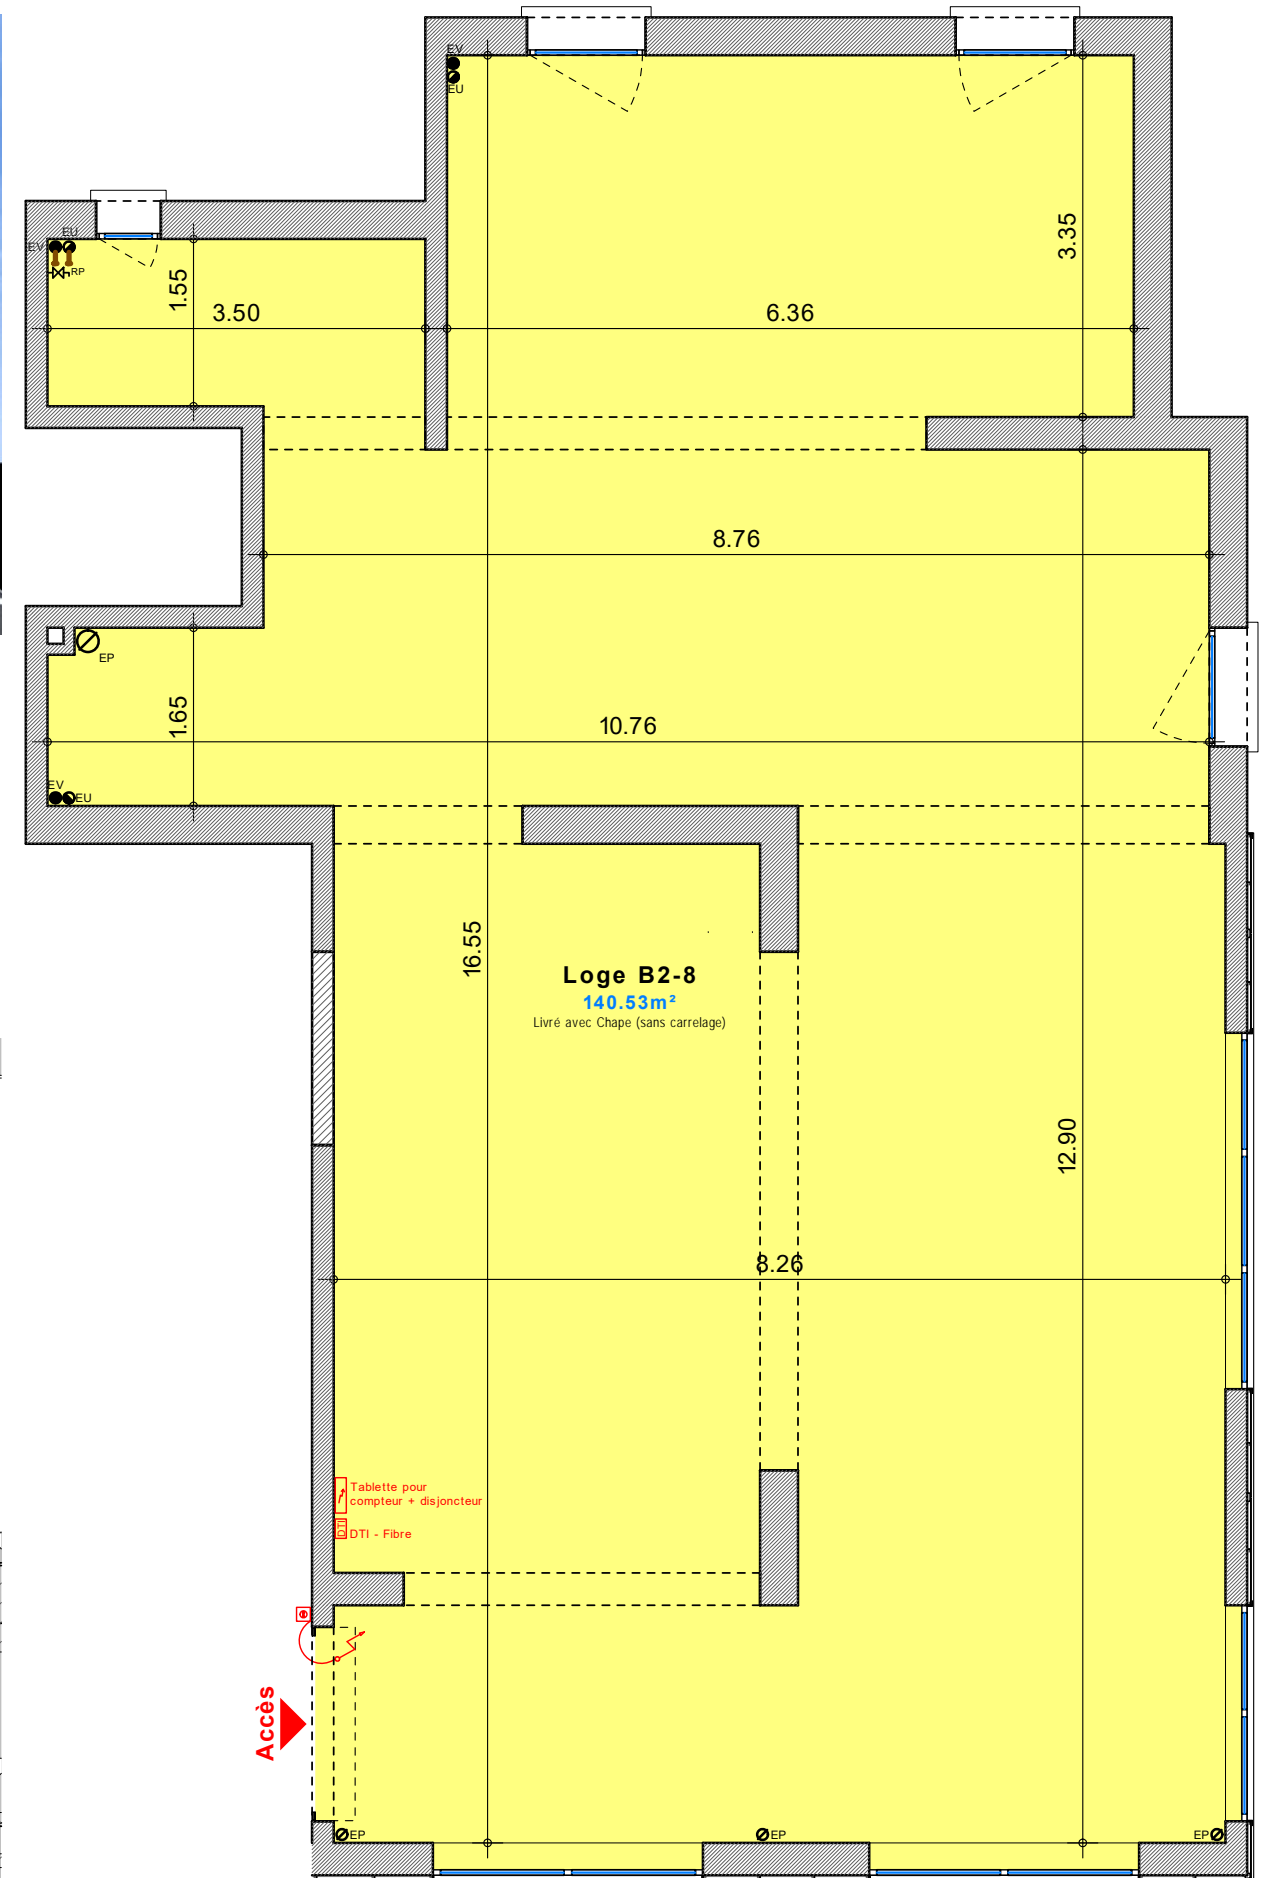 EV
EU
EV
EU
RP
1.55
3.50
6.36
3.35
8.76
EP
1.65
10.76
EV
EU
16.55
Loge B2-8
140.53m²
Livré avec Chape (sans carrelage)
12.90
8.26
Tablette pour
compteur + disjoncteur
DTI
DTI - Fibre
Accès
EP
EP
EP